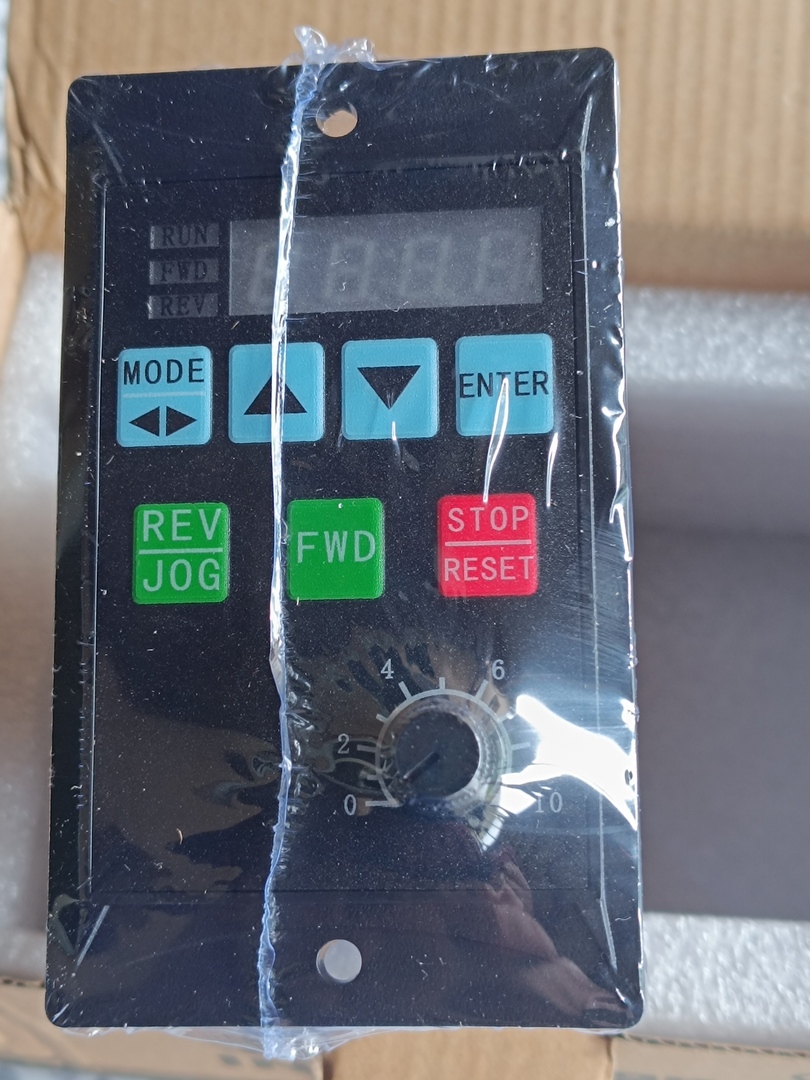 RUN
FWD
REV
MODE
ENTER
REV
JOG
FWD
STOP
RESET
4
6
2
0
10